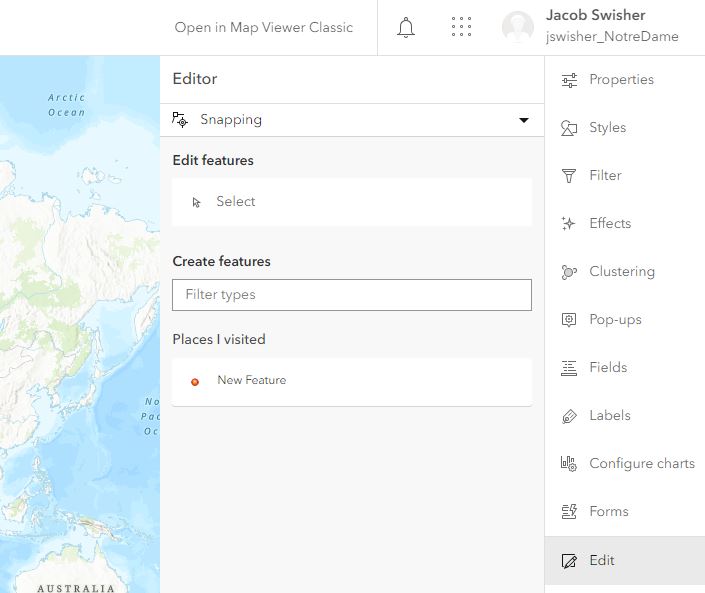 Open in Map Viewer Classic
Jacob Swisher
jswisher_NotreDame
Arctic
Ocean
No
Pac
Oc
AUSTRALIA
Editor
Snapping
Edit features
Select
Create features
Filter types
Places I visited
New Feature
Properties
Styles
Filter
Effects
Clustering
Pop-ups
Fields
Labels
Configure charts
Forms
Edit